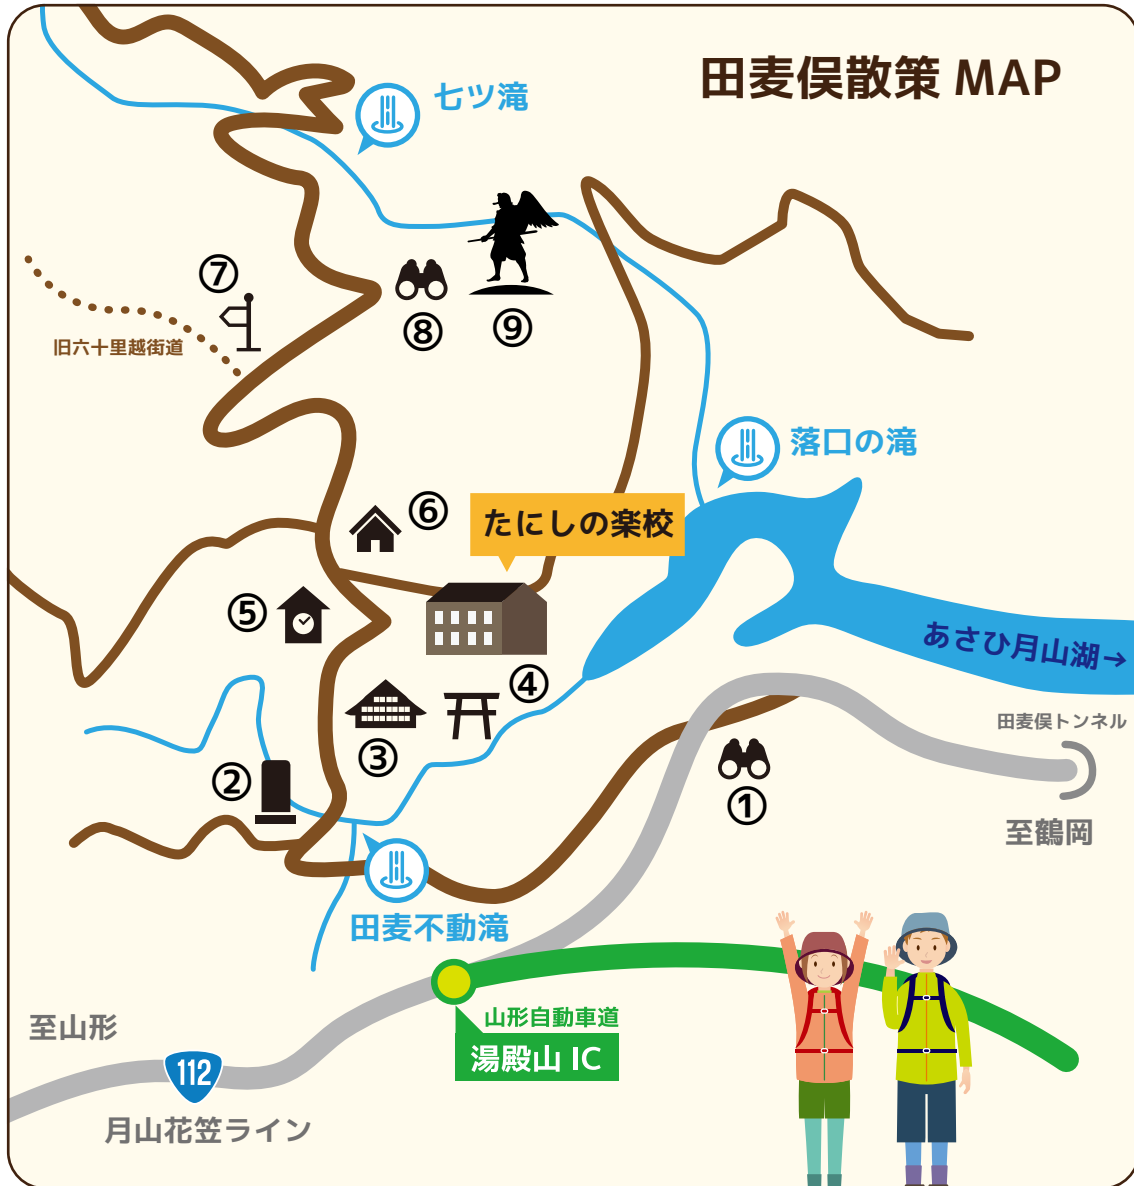 田麦俣散策 MAP
七ツ滝
⑦
旧六十里越街道
⑧
⑨
落口の滝
⑥
たにしの楽校
⑤
あさひ月山湖→
④
③
田麦俣トンネル
②
①
至鶴岡
田麦不動滝
山形自動車道
湯殿山 IC
至山形
112
月山花笠ライン